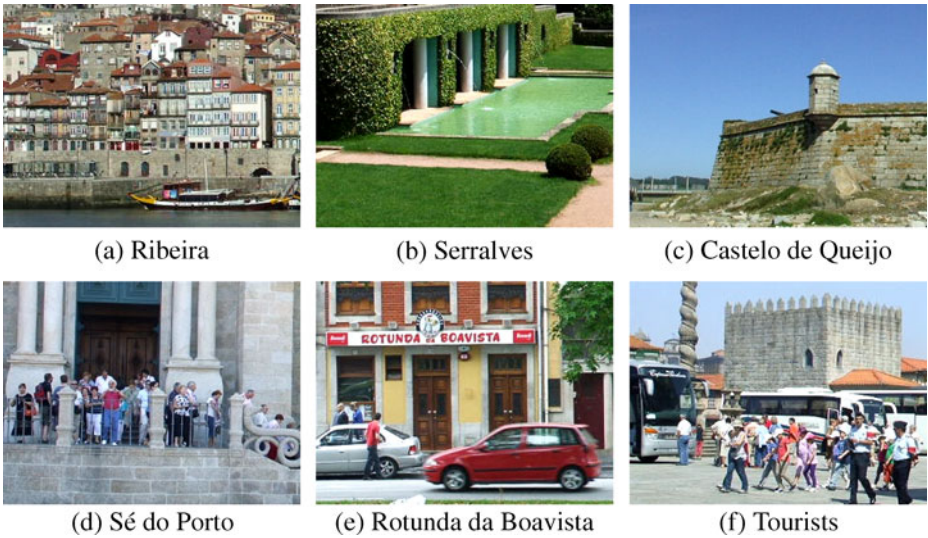 (a) Ribeira
(b) Serralves
(c) Castelo de Queijo
ROTUNDA DA BOAVISTA
(d) Sé do Porto
(e) Rotunda da Boavista
(f) Tourists